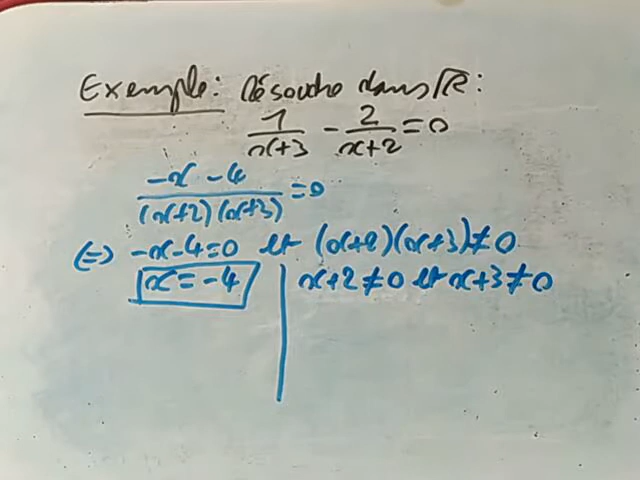 Exemple: Résoudre dans ℝ:
1/(x+3) - 2/(x+2) = 0
(-x - 4)/((x+2)(x+3)) = 0
⇔ -x-4=0 et (x+2)(x+3)≠0
x=-4 | x+2≠0 et x+3≠0